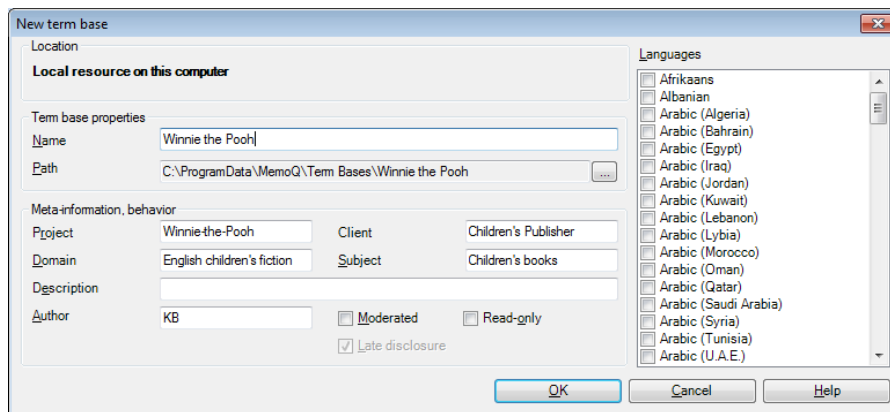 New term base
Location
Local resource on this computer
Term base properties
Name
Winnie the Pooh
Path
C:\ProgramData\MemoQ\Term Bases\Winnie the Pooh
...
Meta-information, behavior
Project
Winnie-the-Pooh
Client
Children's Publisher
Domain
English children's fiction
Subject
Children's books
Description
Author
KB
Moderated
Read-only
Late disclosure
Languages
Afrikaans
Albanian
Arabic (Algeria)
Arabic (Bahrain)
Arabic (Egypt)
Arabic (Iraq)
Arabic (Jordan)
Arabic (Kuwait)
Arabic (Lebanon)
Arabic (Lybia)
Arabic (Morocco)
Arabic (Oman)
Arabic (Qatar)
Arabic (Saudi Arabia)
Arabic (Syria)
Arabic (Tunisia)
Arabic (U.A.E.)
OK
Cancel
Help